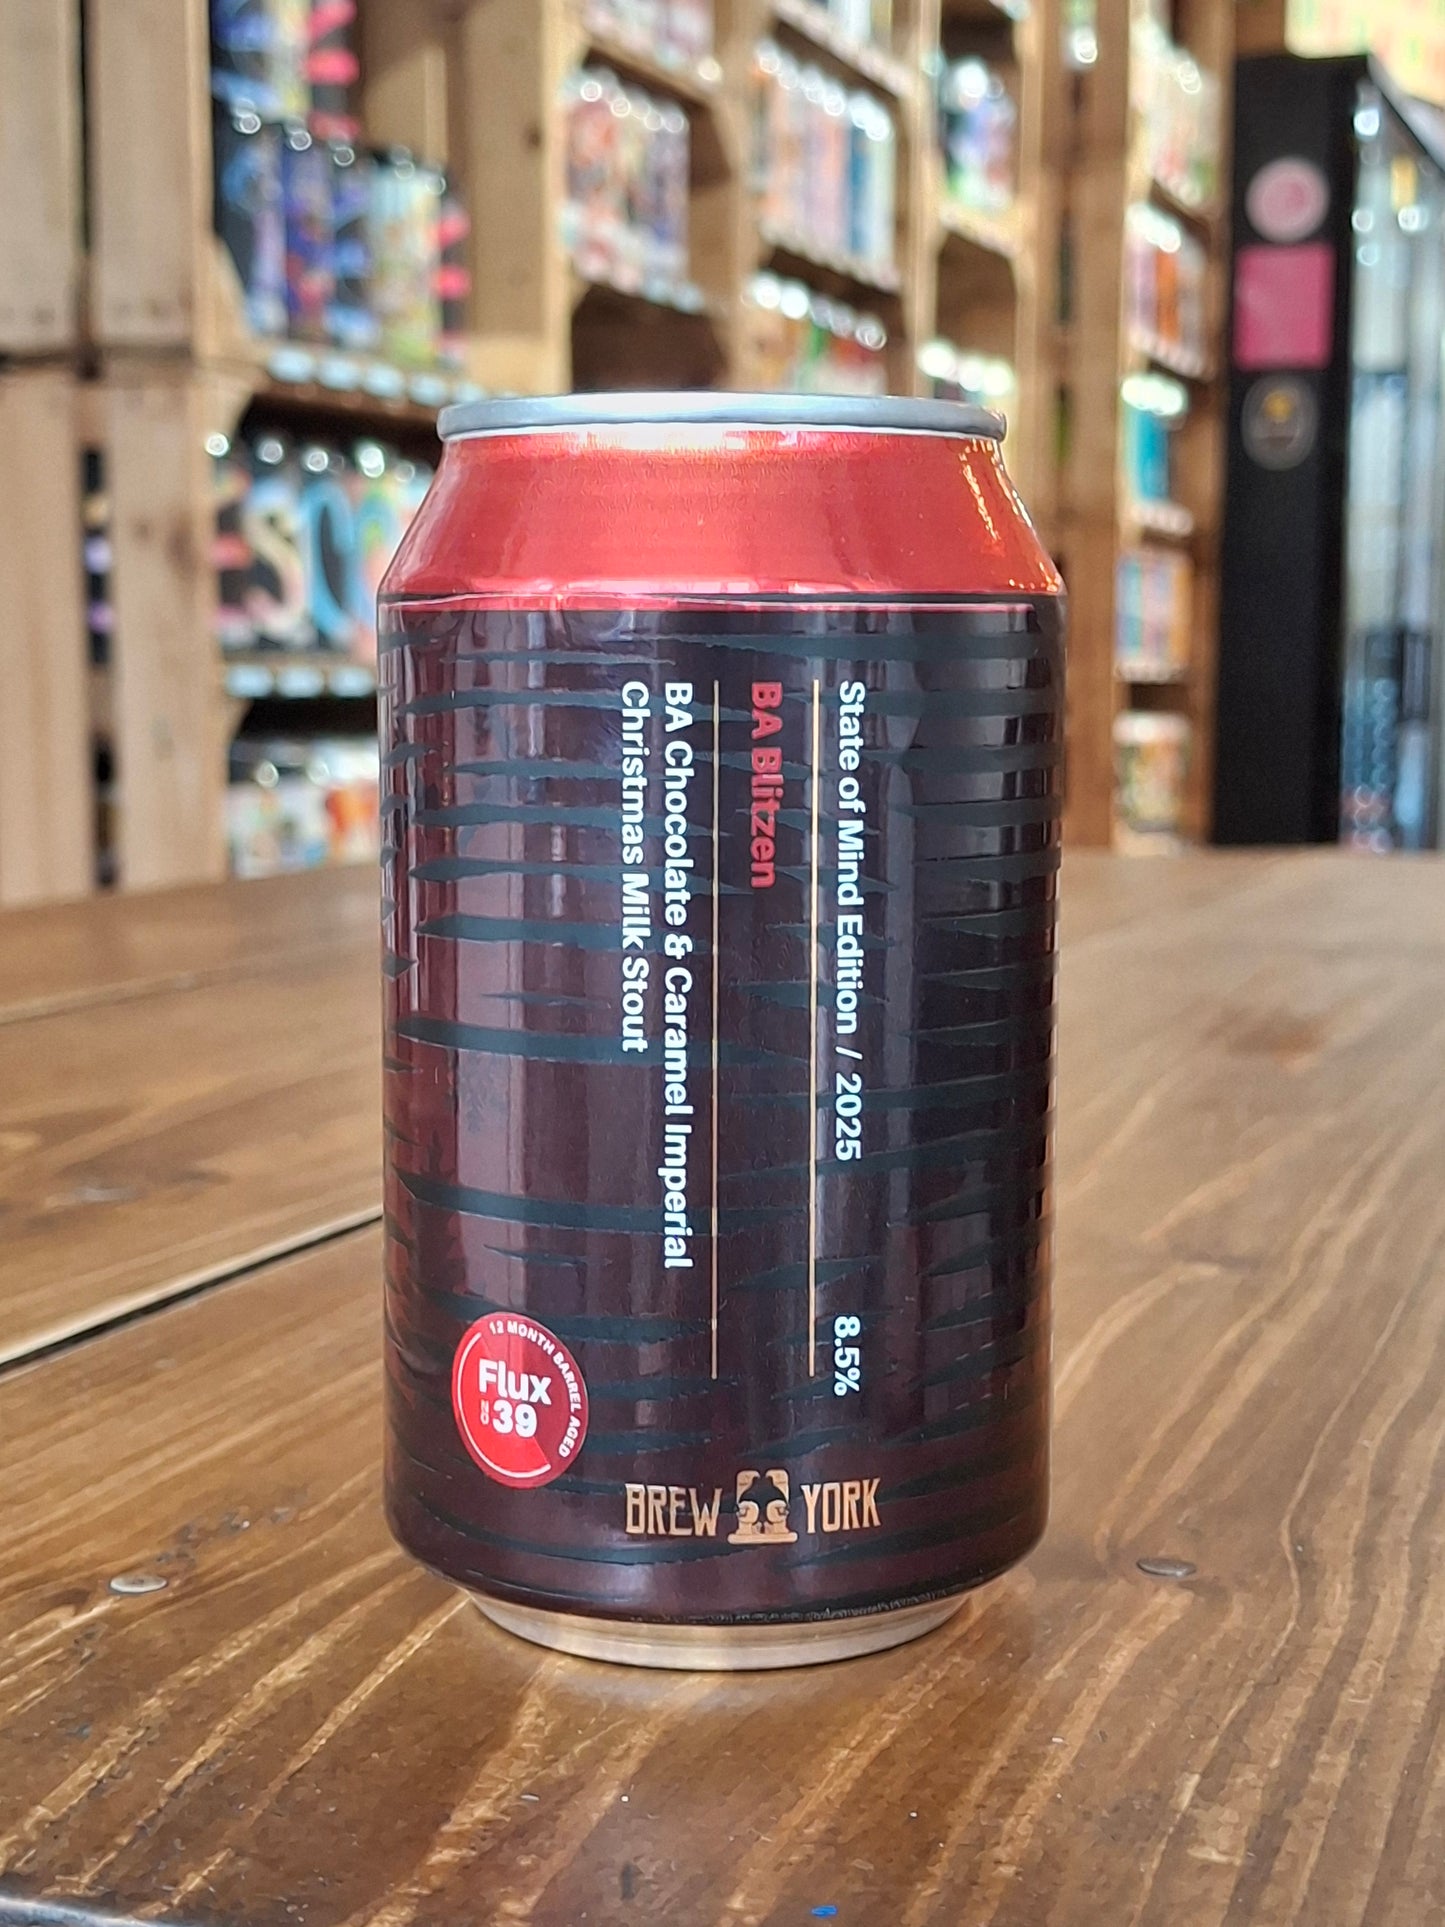 State of Mind Edition / 2025 8.5%
BA Blitzen
BA Chocolate & Caramel Imperial
Christmas Milk Stout
12 MONTH BARREL AGED
Flux
NO 39
BREW YORK